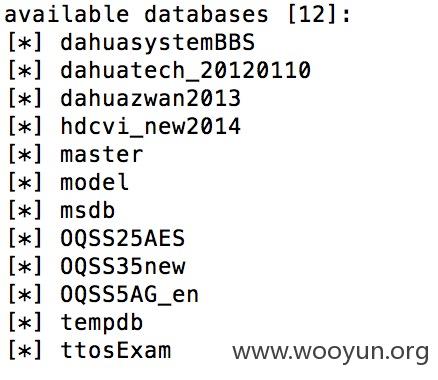 available databases [12]:
[*] dahuasystemBBS
[*] dahuatech_20120110
[*] dahuazwan2013
[*] hdcvi_new2014
[*] master
[*] model
[*] msdb
[*] OQSS25AES
[*] OQSS35new
[*] OQSS5AG_en
[*] tempdb
[*] ttosExam www.wooyun.org